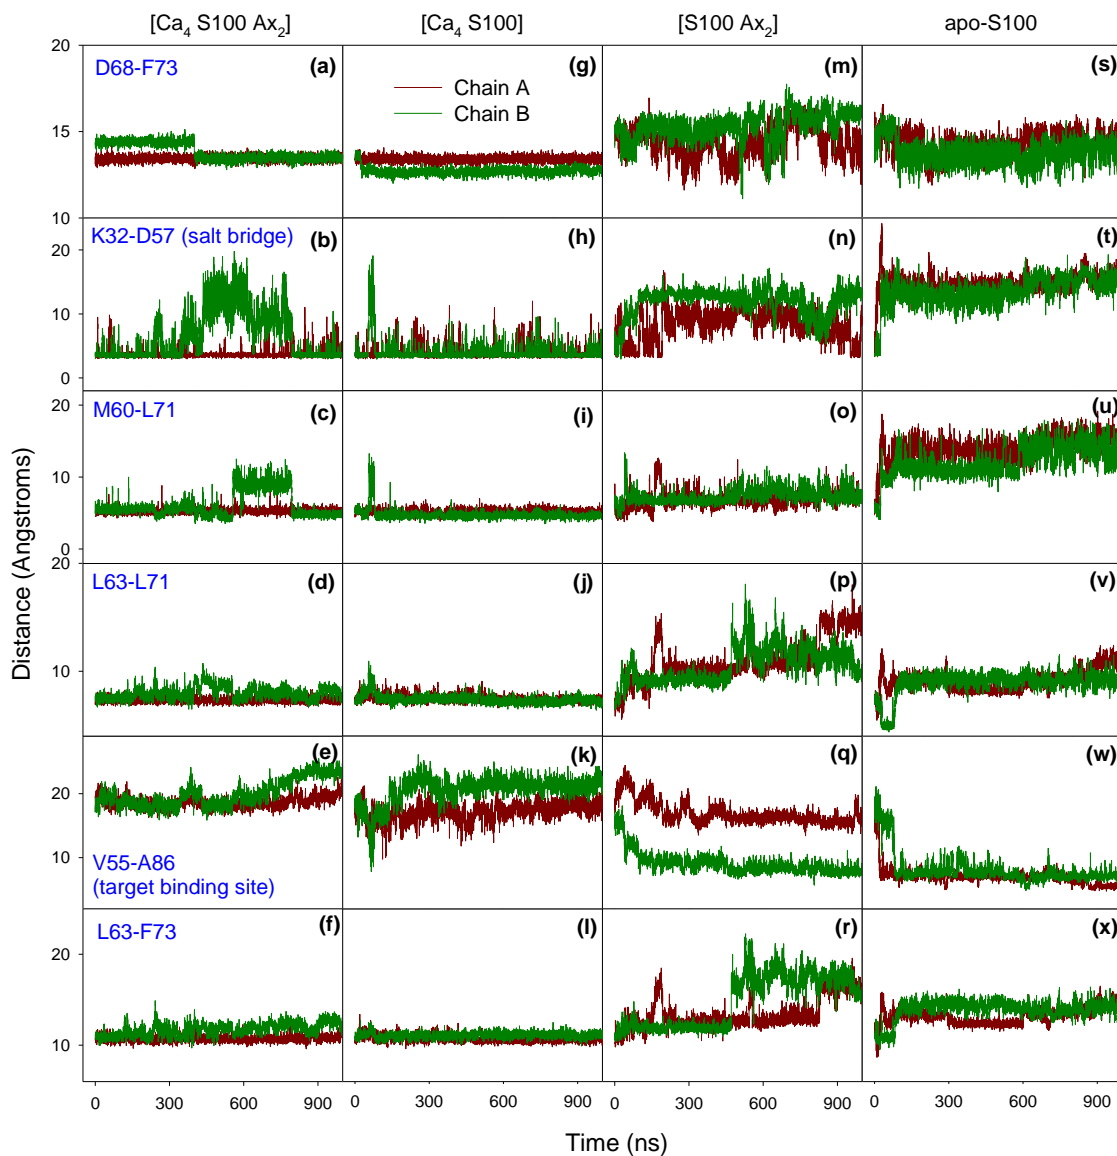 [Ca₄ S100 Ax₂] [Ca₄ S100] [S100 Ax₂] apo-S100
20 D68-F73 (a) (g) (m) (s)
Chain A
Chain B
15
10
K32-D57 (salt bridge) (b) (h) (n) (t)
20
10
0
M60-L71 (c) (i) (o) (u)
20
10
0
20
L63-L71 (d) (j) (p) (v)
10
(e) (k) (q) (w)
20
10
V55-A86
(target binding site)
L63-F73 (f) (l) (r) (x)
20
10
0 300 600 900 0 300 600 900 0 300 600 900 0 300 600 900
Distance (Angstroms)
Time (ns)